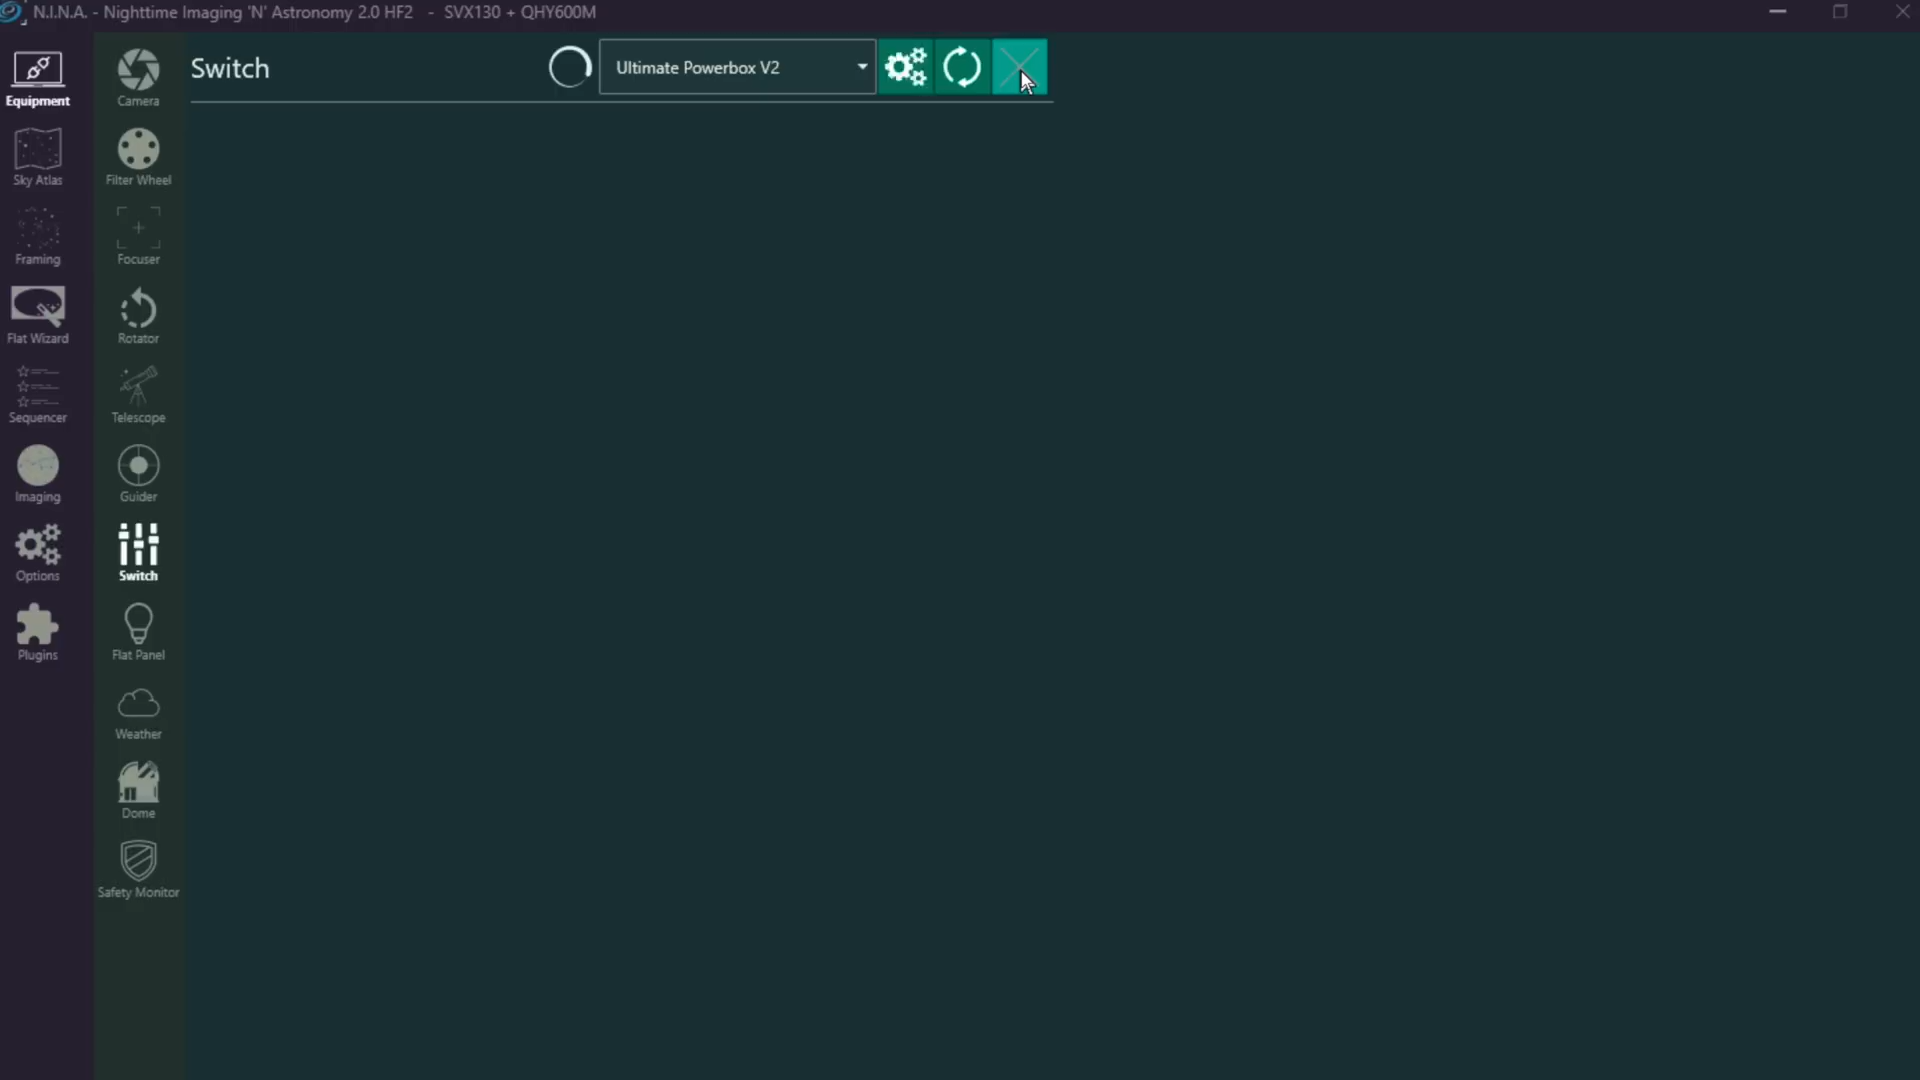 N.I.N.A. - Nighttime Imaging 'N' Astronomy 2.0 HF2 - SVX130 + QHY600M
Equipment
Sky Atlas
Framing
Flat Wizard
Sequencer
Imaging
Options
Plugins
Camera
Filter Wheel
Focuser
Rotator
Telescope
Guider
Switch
Flat Panel
Weather
Dome
Safety Monitor
Switch
Ultimate Powerbox V2